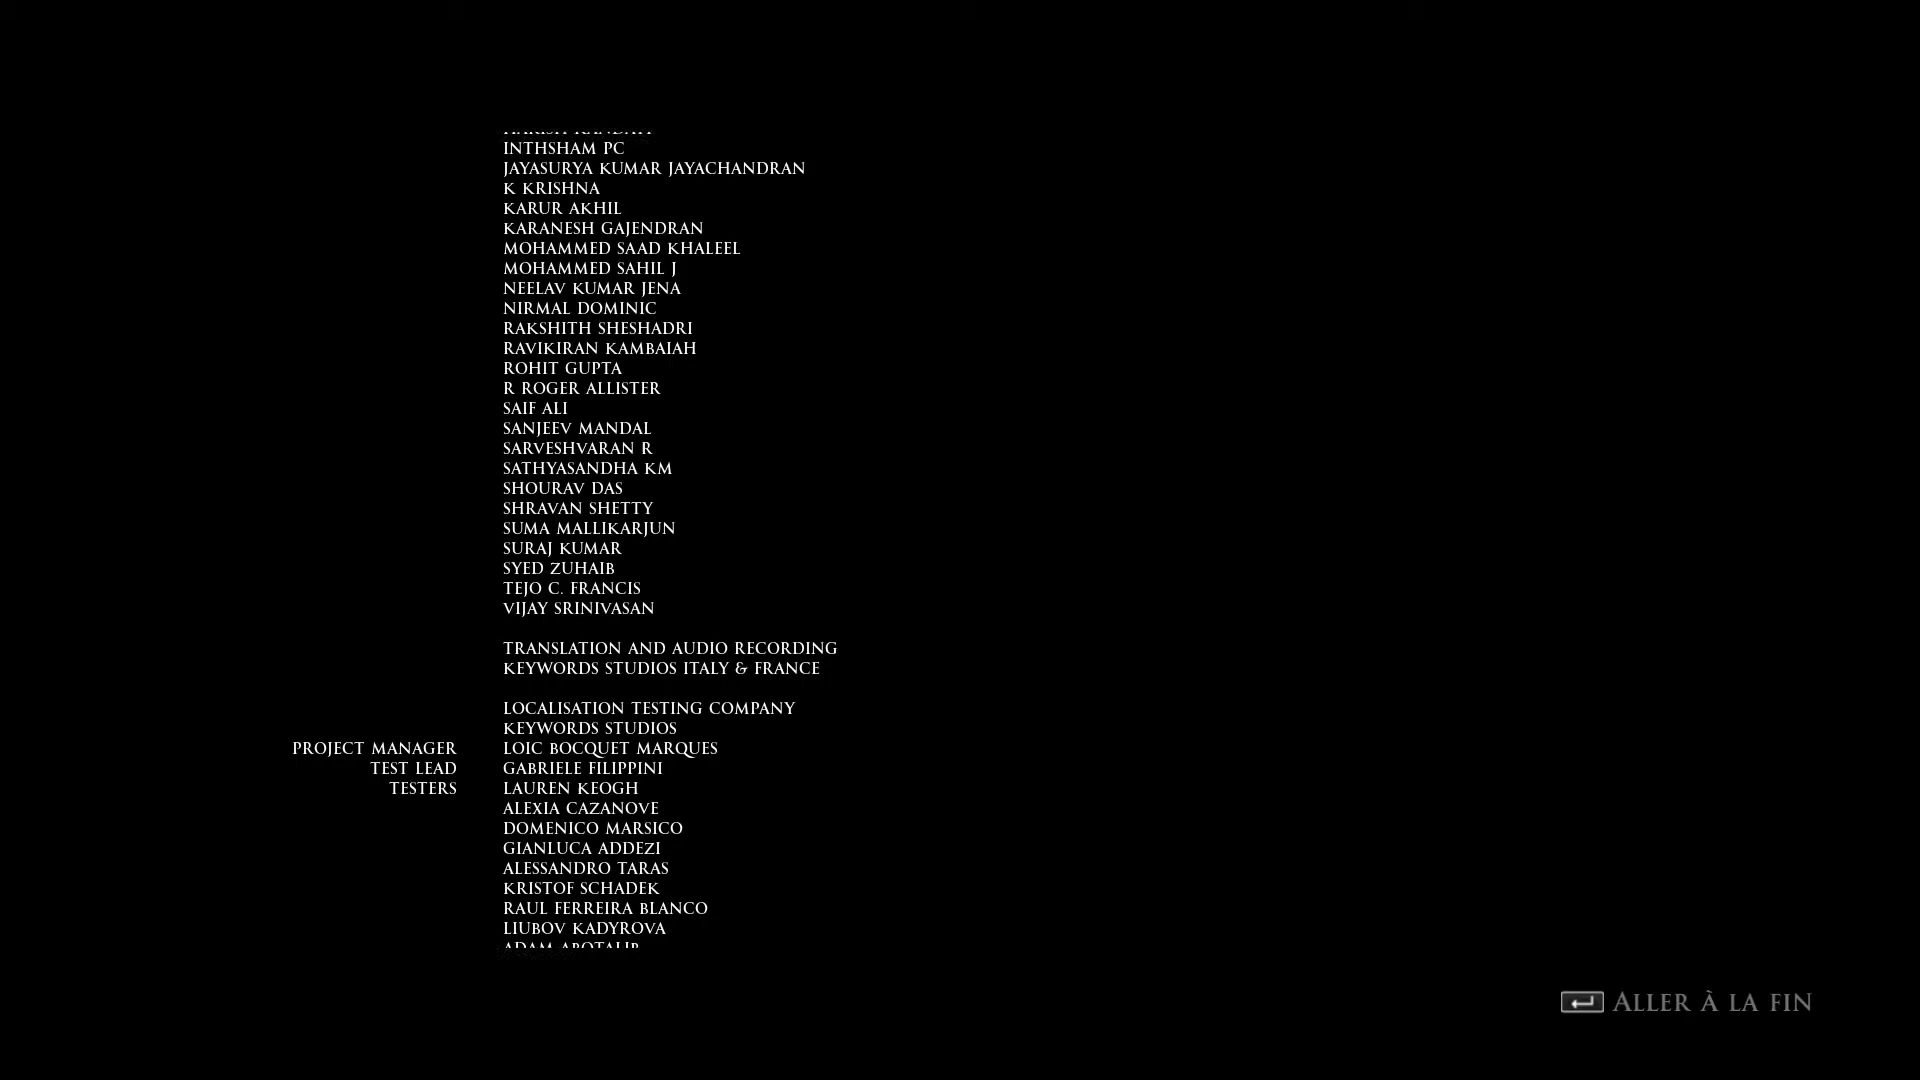 INTHSHAM PC
JAYASURYA KUMAR JAYACHANDRAN
K KRISHNA
KARUR AKHIL
KARANESH GAJENDRAN
MOHAMMED SAAD KHALEEL
MOHAMMED SAHIL J
NEELAV KUMAR JENA
NIRMAL DOMINIC
RAKSHITH SHESHADRI
RAVIKIRAN KAMBAIAH
ROHIT GUPTA
R ROGER ALLISTER
SAIF ALI
SANJEEV MANDAL
SARVESHVARAN R
SATHYASANDHA KM
SHOURAV DAS
SHRAVAN SHETTY
SUMA MALLIKARJUN
SURAJ KUMAR
SYED ZUHAIB
TEJO C. FRANCIS
VIJAY SRINIVASAN
TRANSLATION AND AUDIO RECORDING
KEYWORDS STUDIOS ITALY & FRANCE
LOCALISATION TESTING COMPANY
KEYWORDS STUDIOS
PROJECT MANAGER LOIC BOCQUET MARQUES
TEST LEAD GABRIELE FILIPPINI
TESTERS LAUREN KEOGH
ALEXIA CAZANOVE
DOMENICO MARSICO
GIANLUCA ADDEZI
ALESSANDRO TARAS
KRISTOF SCHADEK
RAUL FERREIRA BLANCO
LIUBOV KADYROVA
ADAM ABOTALIB
ALLER À LA FIN